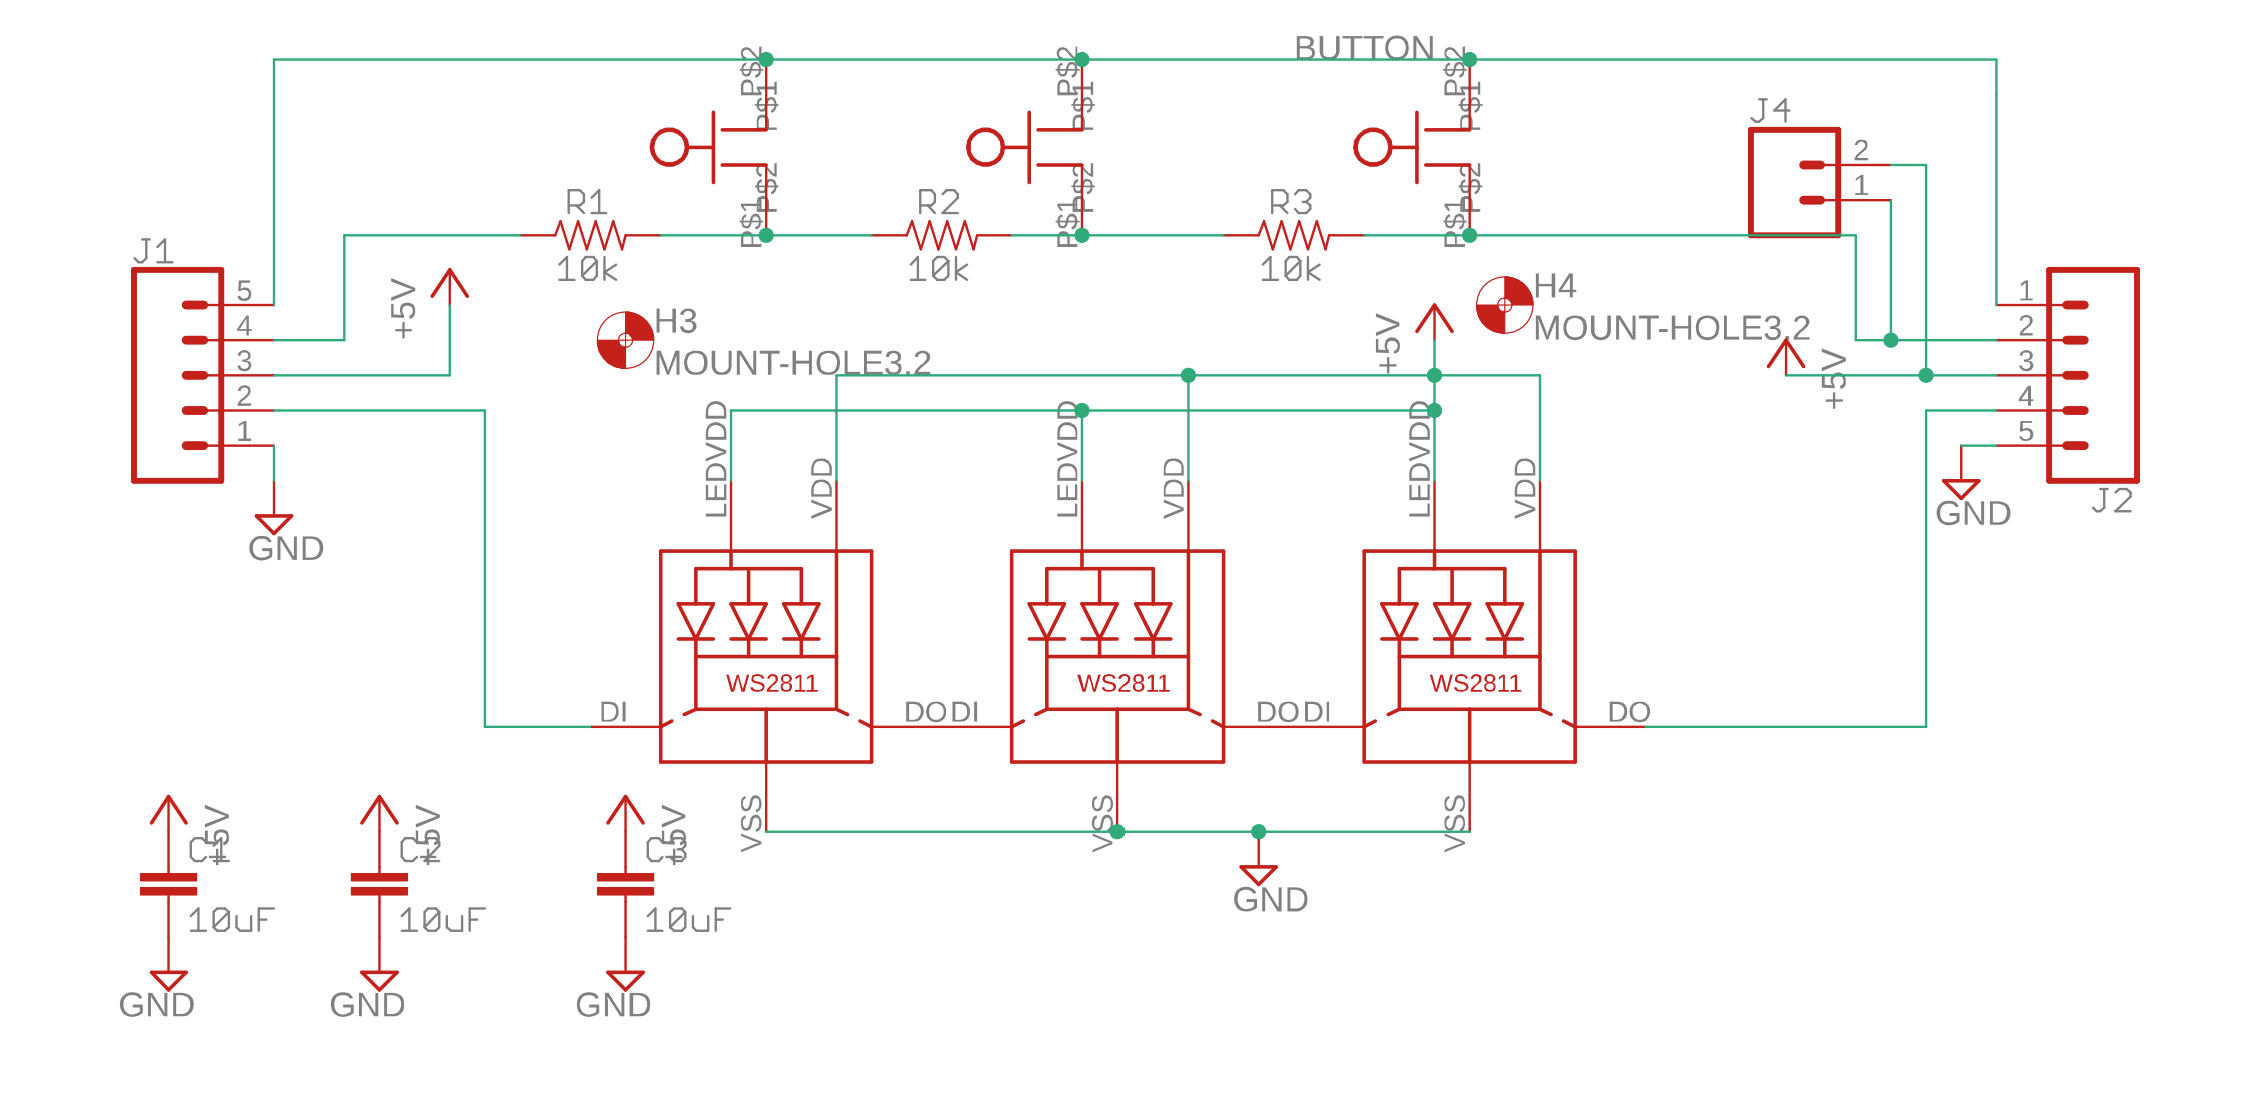 BUTTON
P$2
P$1
P$2
P$1
P$2
P$1
P$2
P$1
P$2
P$1
P$2
P$1
J4
2
1
R1
10k
R2
10k
R3
10k
J1
5
4
3
2
1
+5V
GND
H3
MOUNT-HOLE3.2
H4
MOUNT-HOLE3.2
+5V
+5V
1
2
3
4
5
J2
GND
LEDVDD
VDD
LEDVDD
VDD
LEDVDD
VDD
WS2811
WS2811
WS2811
DI
DO
DI
DO
DI
DO
VSS
VSS
VSS
GND
+5V
C1
10uF
GND
+5V
C2
10uF
GND
+5V
C3
10uF
GND